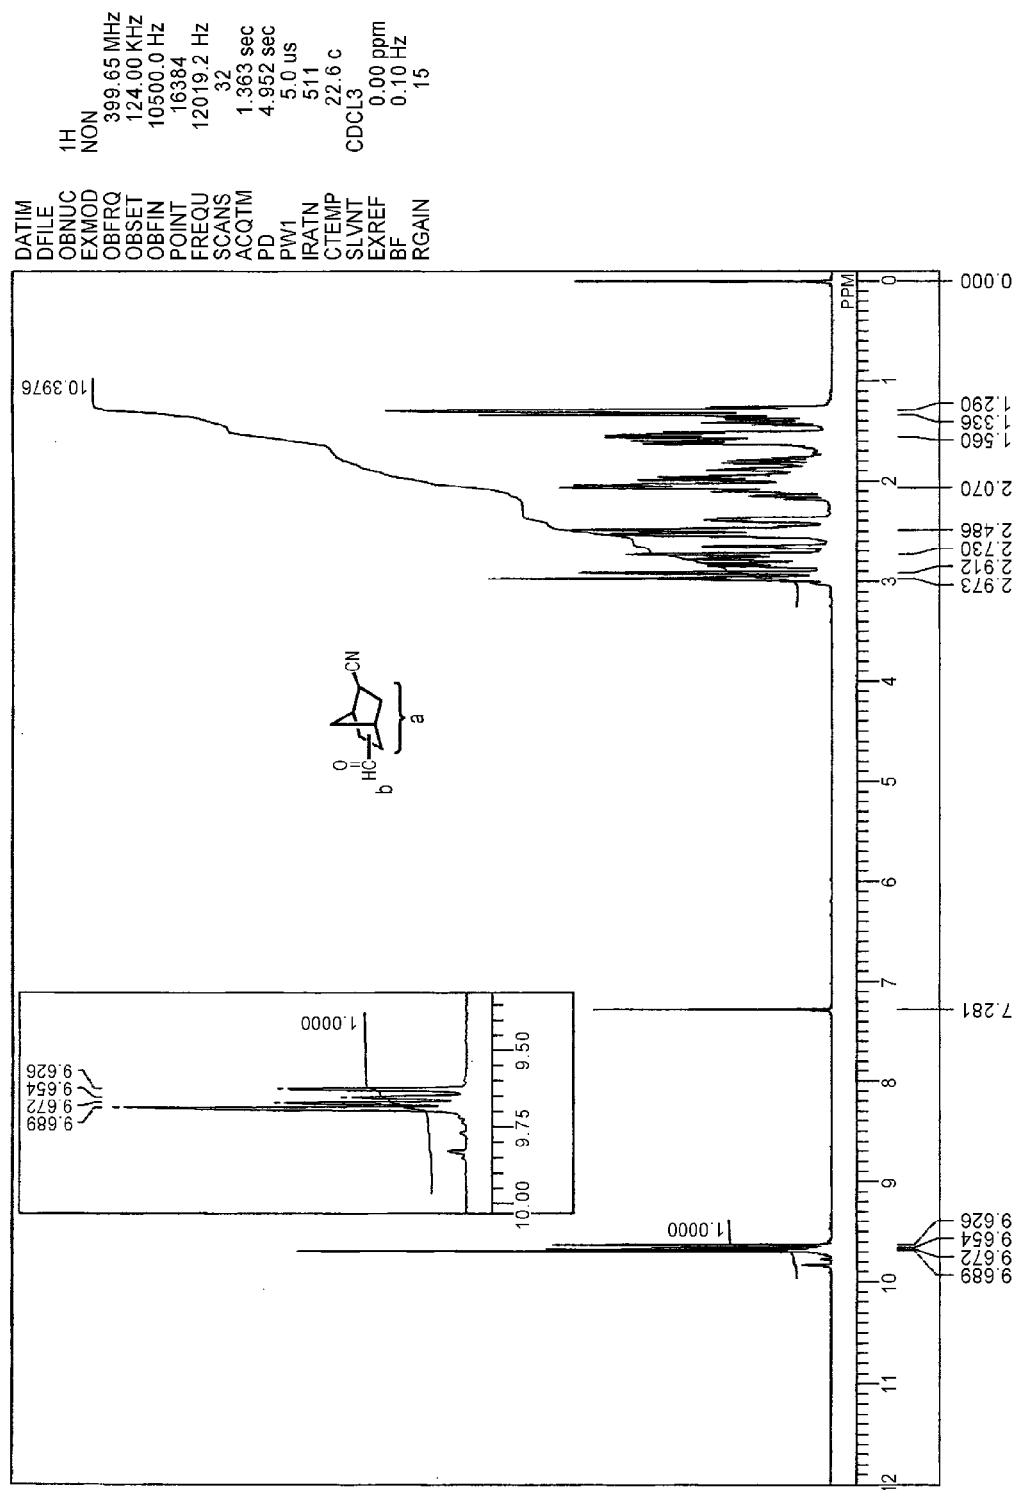 DATIM
DFILE
OBNUC 1H
EXMOD NON
OBFRQ 399.65 MHz
OBSET 124.00 KHz
OBFIN 10500.0 Hz
POINT 16384
FREQU 12019.2 Hz
SCANS 32
ACQTM 1.363 sec
PD 4.952 sec
PW1 5.0 us
IRATN 511
CTEMP 22.6 c
SLVNT CDCL3
EXREF 0.00 ppm
BF 0.10 Hz
RGAIN 15
9.689
9.672
9.654
9.626
1.0000
10.00 9.75 9.50
10.3976
O
HC
b
CN
a
1.0000
PPM
12 11 10 9 8 7 6 5 4 3 2 1 0
9.689
9.672
9.654
9.626
7.281
2.973
2.912
2.730
2.486
2.070
1.560
1.336
1.290
0.000